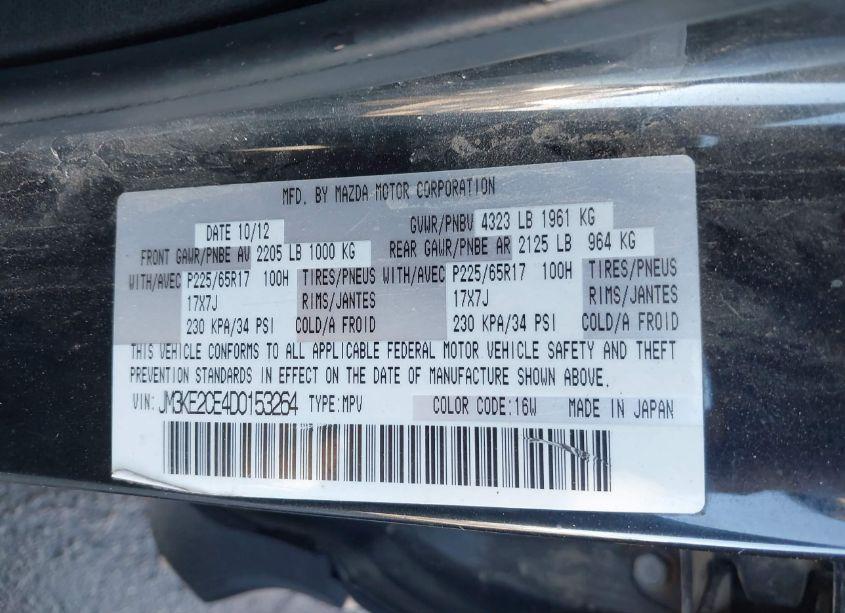 MFD. BY MAZDA MOTOR CORPORATION
DATE 10/12 GVWR/PNBV 4323 LB 1961 KG
FRONT GAWR/PNBE AV 2205 LB 1000 KG REAR GAWR/PNBE AR 2125 LB 964 KG
WITH/AVEC P225/65R17 100H TIRES/PNEUS WITH/AVEC P225/65R17 100H TIRES/PNEUS
17X7J RIMS/JANTES 17X7J RIMS/JANTES
230 KPA/34 PSI COLD/A FROID 230 KPA/34 PSI COLD/A FROID
THIS VEHICLE CONFORMS TO ALL APPLICABLE FEDERAL MOTOR VEHICLE SAFETY AND THEFT
PREVENTION STANDARDS IN EFFECT ON THE DATE OF MANUFACTURE SHOWN ABOVE.
VIN: JM3KE2CE4D0153264 TYPE:MPV COLOR CODE:16W MADE IN JAPAN